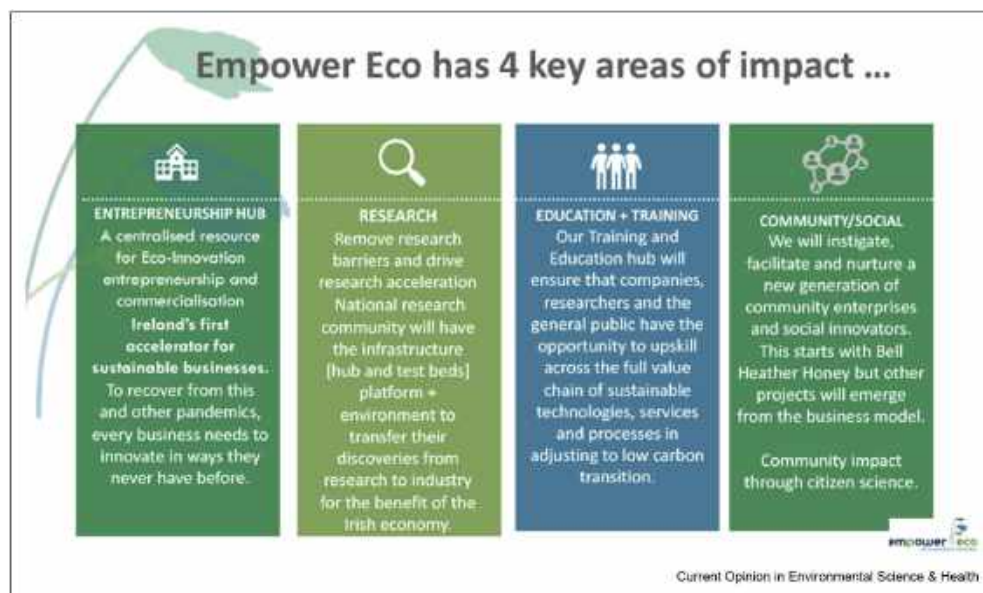 Empower Eco has 4 key areas of impact ...
ENTREPRENEURSHIP HUB
A centralised resource
for Eco-Innovation
entrepreneurship and
commercialisation
Ireland's first
accelerator for
sustainable businesses.
To recover from this
and other pandemics,
every business needs to
innovate in ways they
never have before.
RESEARCH
Remove research
barriers and drive
research acceleration
National research
community will have
the infrastructure
[hub and test beds]
platform +
environment to
transfer their
discoveries from
research to industry
for the benefit of the
Irish economy.
EDUCATION + TRAINING
Our Training and
Education hub will
ensure that companies,
researchers and the
general public have the
opportunity to upskill
across the full value
chain of sustainable
technologies, services
and processes in
adjusting to low carbon
transition.
COMMUNITY/SOCIAL
We will instigate,
facilitate and nurture a
new generation of
community enterprises
and social innovators.
This starts with Bell
Heather Honey but other
projects will emerge
from the business model.
Community impact
through citizen science.
empower eco
Current Opinion in Environmental Science & Health